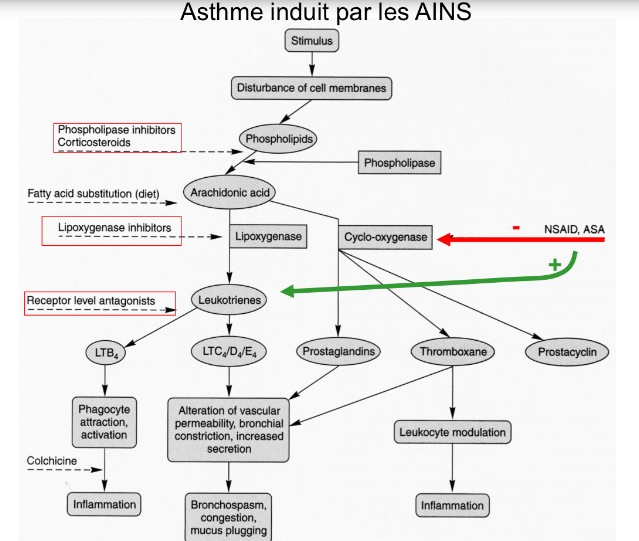 Asthme induit par les AINS
Stimulus
Disturbance of cell membranes
Phospholipase inhibitors
Corticosteroids
Phospholipids
Phospholipase
Fatty acid substitution (diet)
Arachidonic acid
Lipoxygenase inhibitors
Lipoxygenase
Cyclo-oxygenase
-
NSAID, ASA
+
Receptor level antagonists
Leukotrienes
LTB4
LTC4/D4/E4
Prostaglandins
Thromboxane
Prostacyclin
Phagocyte
attraction,
activation
Alteration of vascular
permeability, bronchial
constriction, increased
secretion
Leukocyte modulation
Colchicine
Inflammation
Bronchospasm,
congestion,
mucus plugging
Inflammation